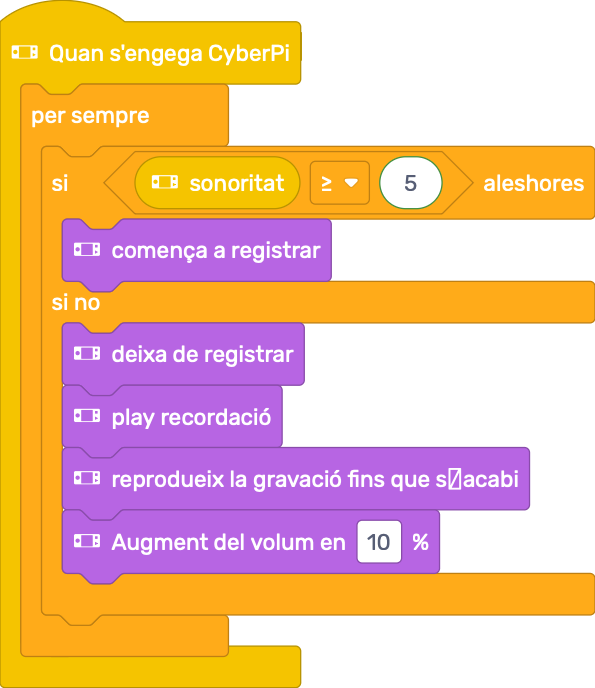 Quan s'engega CyberPi
per sempre
si sonoritat ≥ 5 aleshores
comença a registrar
si no
deixa de registrar
play recordació
reprodueix la gravació fins que s􏿿acabi
Augment del volum en 10 %